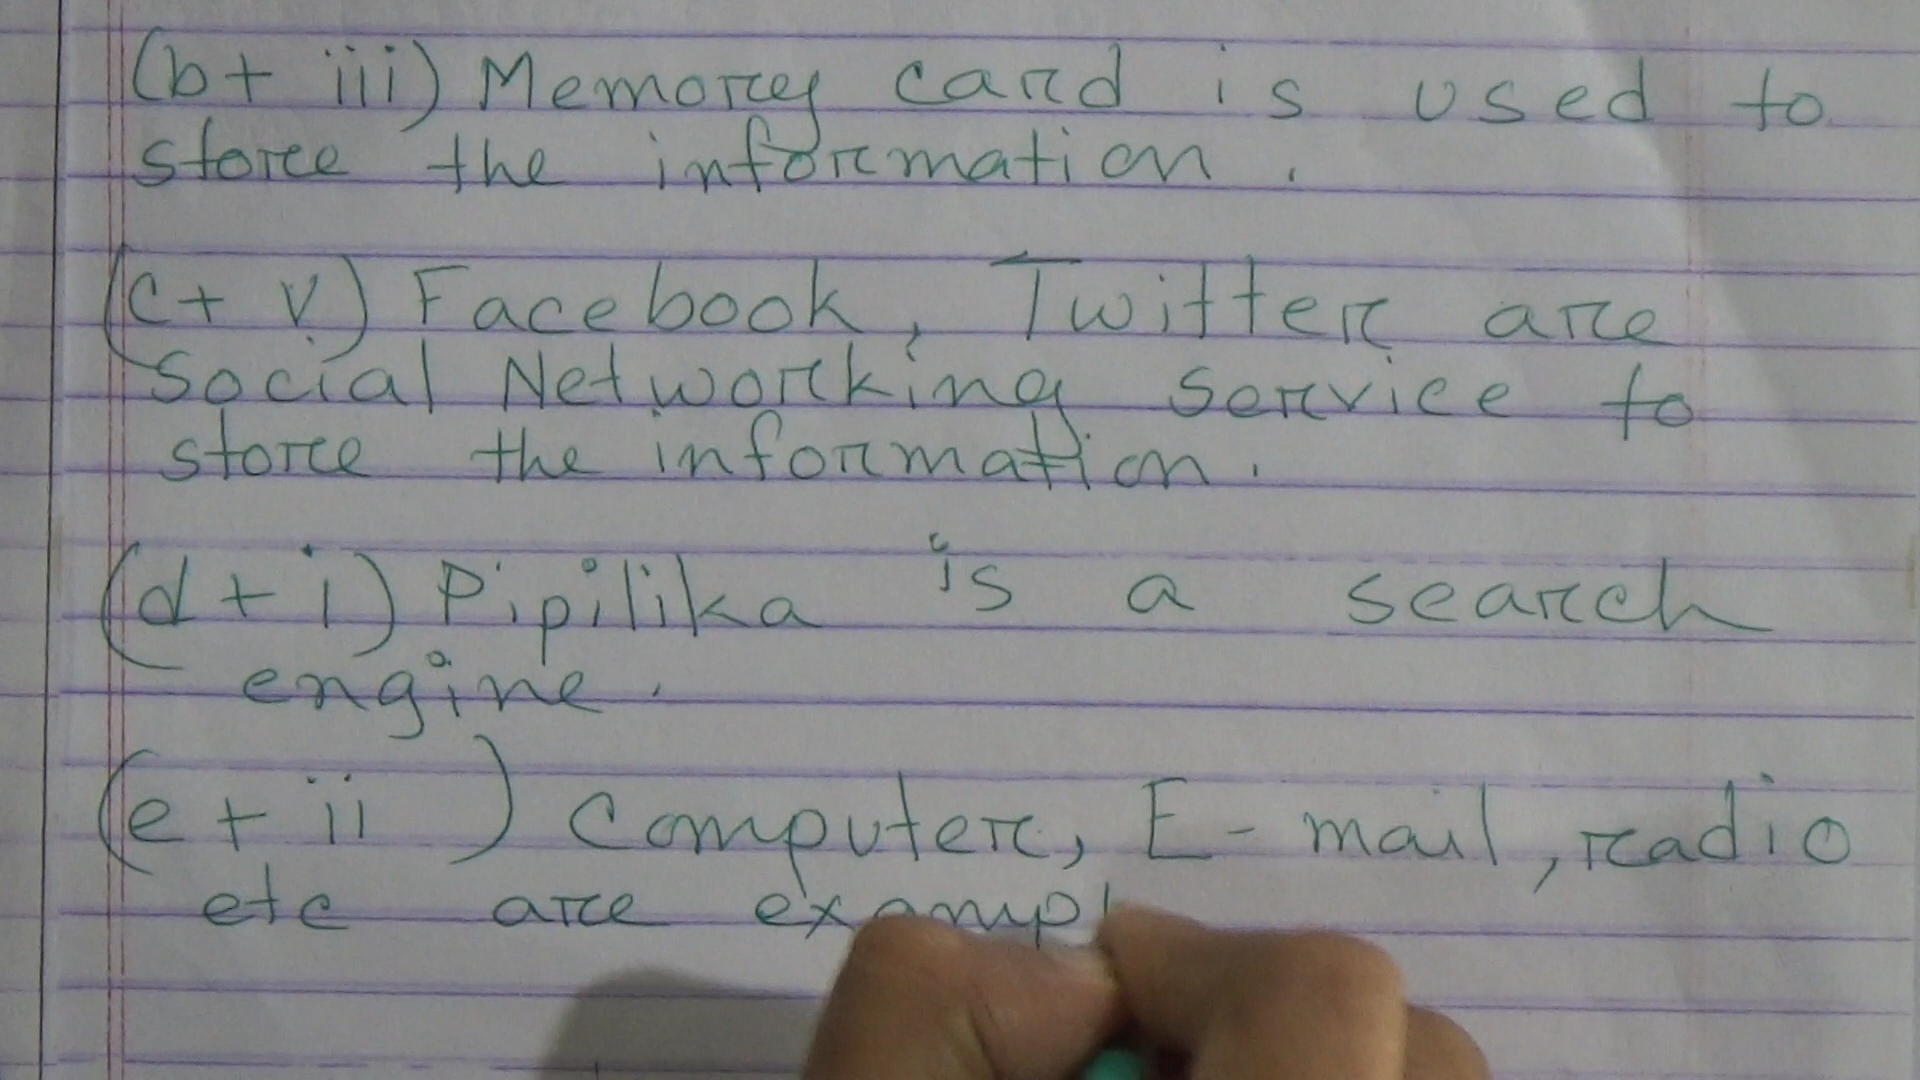 (b+ iii) Memory card is used to
store the information.
(c+ v) Facebook, Twitter are
Social Networking service to
store the information.
(d+i) Pipilika is a search
engine.
(e+ii) Computer, E-mail, radio
etc are